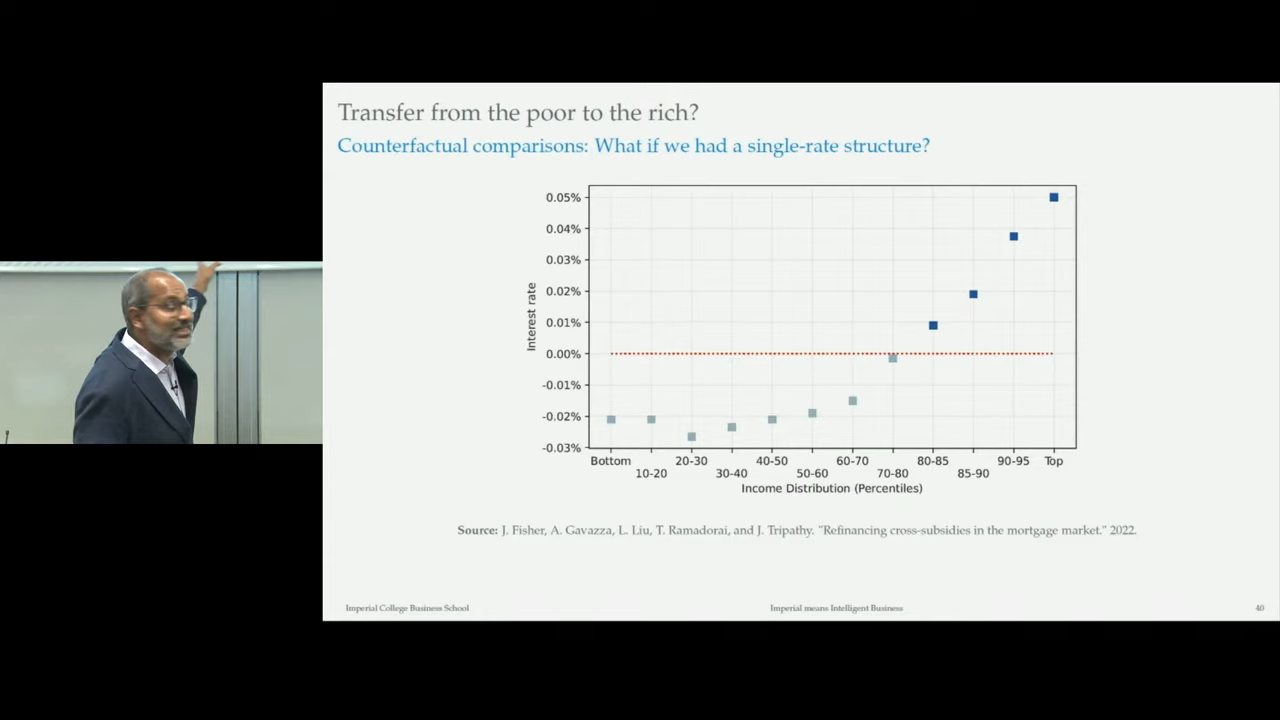 Transfer from the poor to the rich?
Counterfactual comparisons: What if we had a single-rate structure?
0.05%
0.04%
0.03%
0.02%
0.01%
0.00%
-0.01%
-0.02%
-0.03%
Interest rate
Bottom 20-30 40-50 60-70 80-85 90-95 Top
10-20 30-40 50-60 70-80 85-90
Income Distribution (Percentiles)
Source: J. Fisher, A. Gavazza, L. Liu, T. Ramadorai, and J. Tripathy. "Refinancing cross-subsidies in the mortgage market." 2022.
Imperial College Business School Imperial means Intelligent Business 40